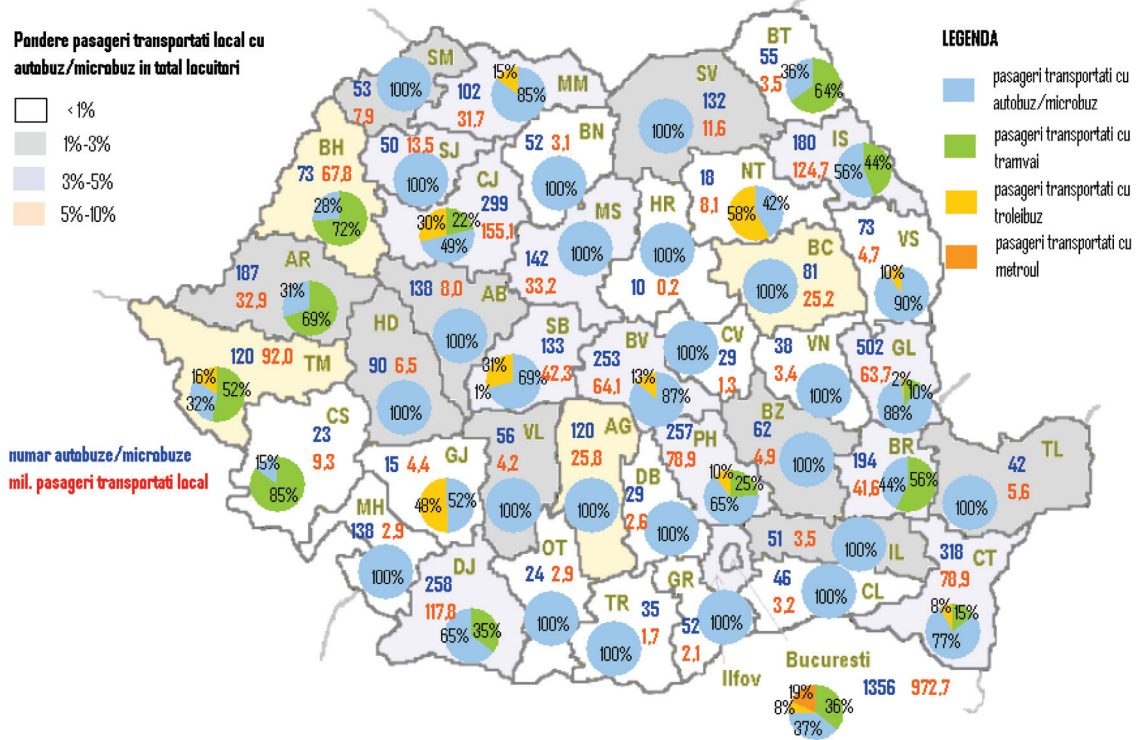 Pondere pasageri transportati local cu
autobuz/microbuz in total locuitori
< 1%
1%-3%
3%-5%
5%-10%
LEGENDA
pasageri transportati cu
autobuz/microbuz
pasageri transportati cu
tramvai
pasageri transportati cu
troleibuz
pasageri transportati cu
metroul
numar autobuze/microbuze
mil. pasageri transportati local
SM
53
7,9
100%
MM
102
31,7
15%
85%
SV
132
11,6
100%
BT
55
3,5
36%
64%
BH
73 67,8
28%
72%
SJ
50 13,5
100%
BN
52 3,1
100%
CJ
299
155,1
30%
22%
49%
MS
142
33,2
100%
HR
10 0,2
100%
NT
18
8,1
58%
42%
IS
180
124,7
56%
44%
VS
73
4,7
10%
90%
BC
81
25,2
100%
AR
187
32,9
31%
69%
AB
138 8,0
100%
HD
90 6,5
100%
TM
120 92,0
16%
52%
32%
SB
133
42,3
31%
69%
1%
BV
253
64,1
13%
87%
CV
29
1,3
100%
VN
38
3,4
100%
GL
502
63,7
2%
10%
88%
CS
23
9,3
15%
85%
GJ
15 4,4
48%
52%
VL
56
4,2
100%
AG
120
25,8
100%
PH
257
78,9
10%
25%
65%
DB
29
2,6
100%
BZ
62
4,9
100%
BR
194
41,6
44%
56%
TL
42
5,6
100%
MH
138 2,9
100%
DJ
258
117,8
65%
35%
OT
24 2,9
100%
TR
35
1,7
100%
GR
52
2,1
Ilfov
100%
IL
51 3,5
100%
CL
46
3,2
100%
CT
318
78,9
8%
15%
77%
Bucuresti
1356 972,7
19%
8%
36%
37%